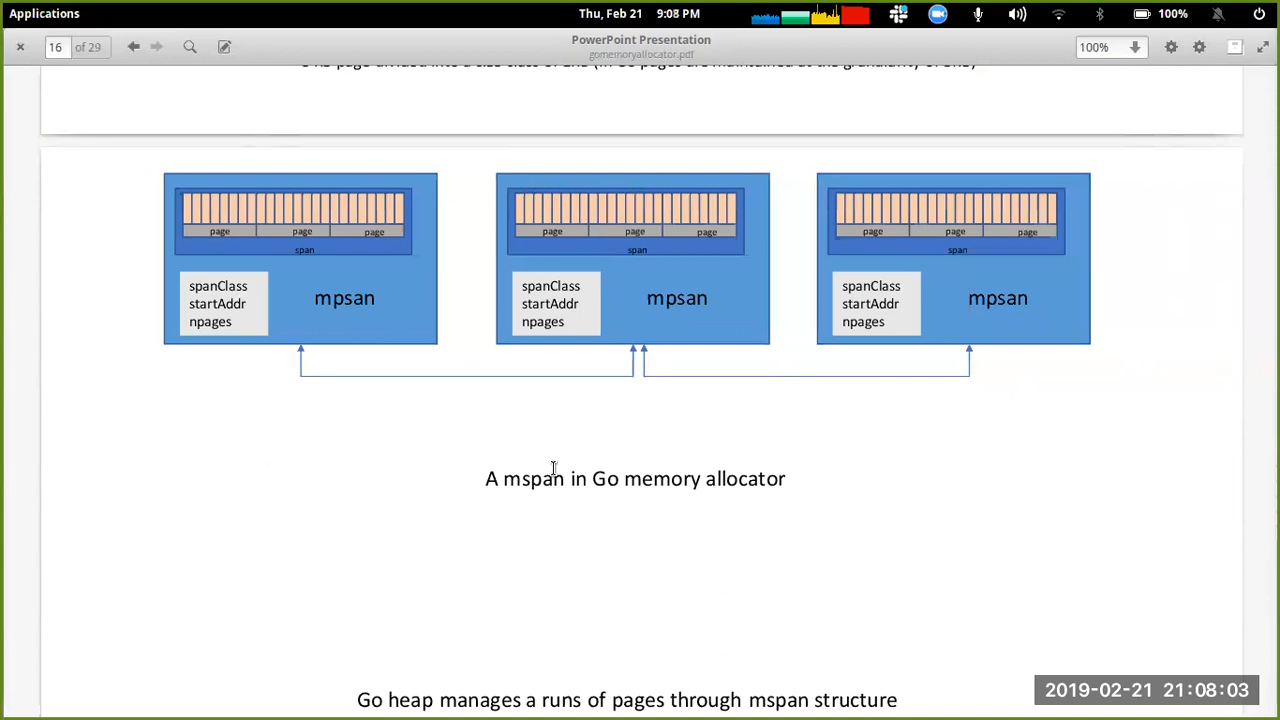 Applications
Thu, Feb 21 9:08 PM
100%
16 of 29
PowerPoint Presentation
gomemoryallocator.pdf
100%
page page page
span
spanClass
startAddr
npages
mpsan
page page page
span
spanClass
startAddr
npages
mpsan
page page page
span
spanClass
startAddr
npages
mpsan
A mspan in Go memory allocator
Go heap manages a runs of pages through mspan structure
2019-02-21 21:08:03